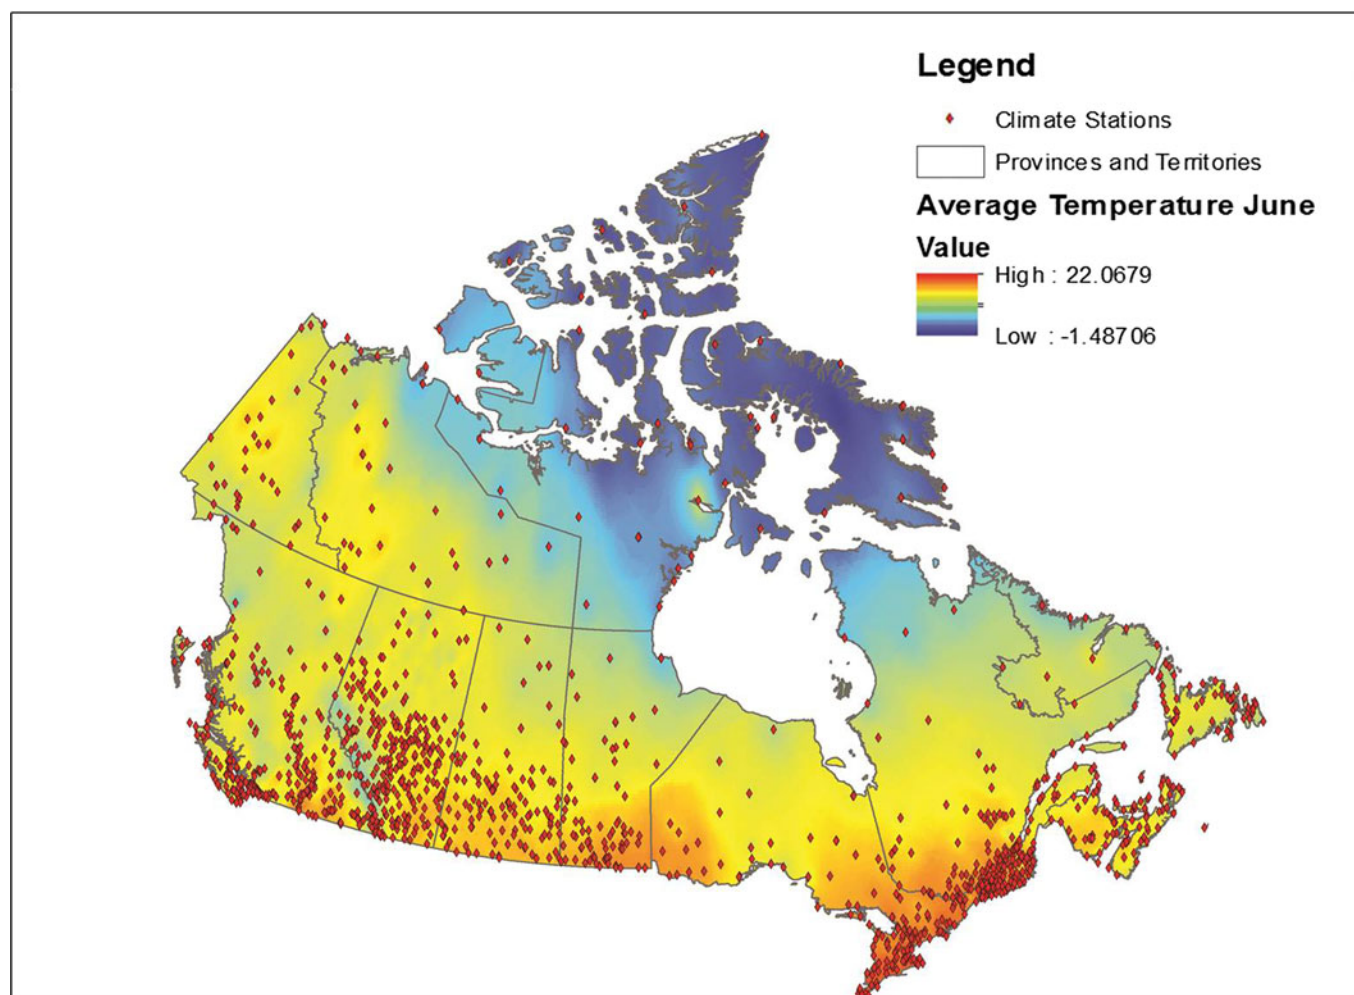 Legend
Climate Stations
Provinces and Territories
Average Temperature June
Value
High : 22.0679
Low : -1.48706